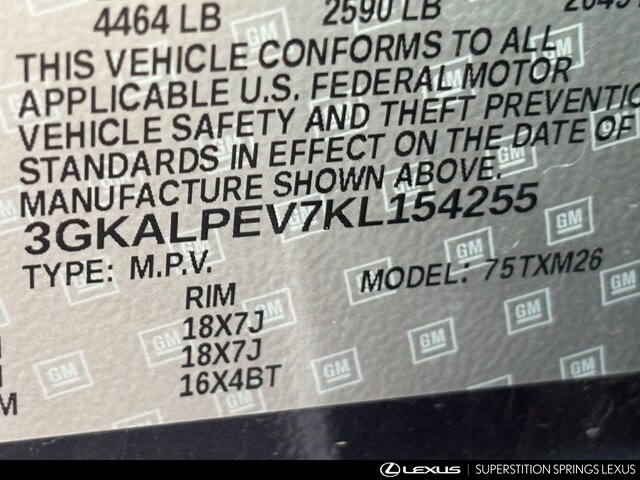 4464 LB 2590 LB
THIS VEHICLE CONFORMS TO ALL
APPLICABLE U.S. FEDERAL MOTOR
VEHICLE SAFETY AND THEFT PREVENTIO
STANDARDS IN EFFECT ON THE DATE OF
MANUFACTURE SHOWN ABOVE.
3GKALPEV7KL154255
TYPE: M.P.V. MODEL: 75TXM26
RIM
18X7J
18X7J
16X4BT
M
GM
LEXUS | SUPERSTITION SPRINGS LEXUS